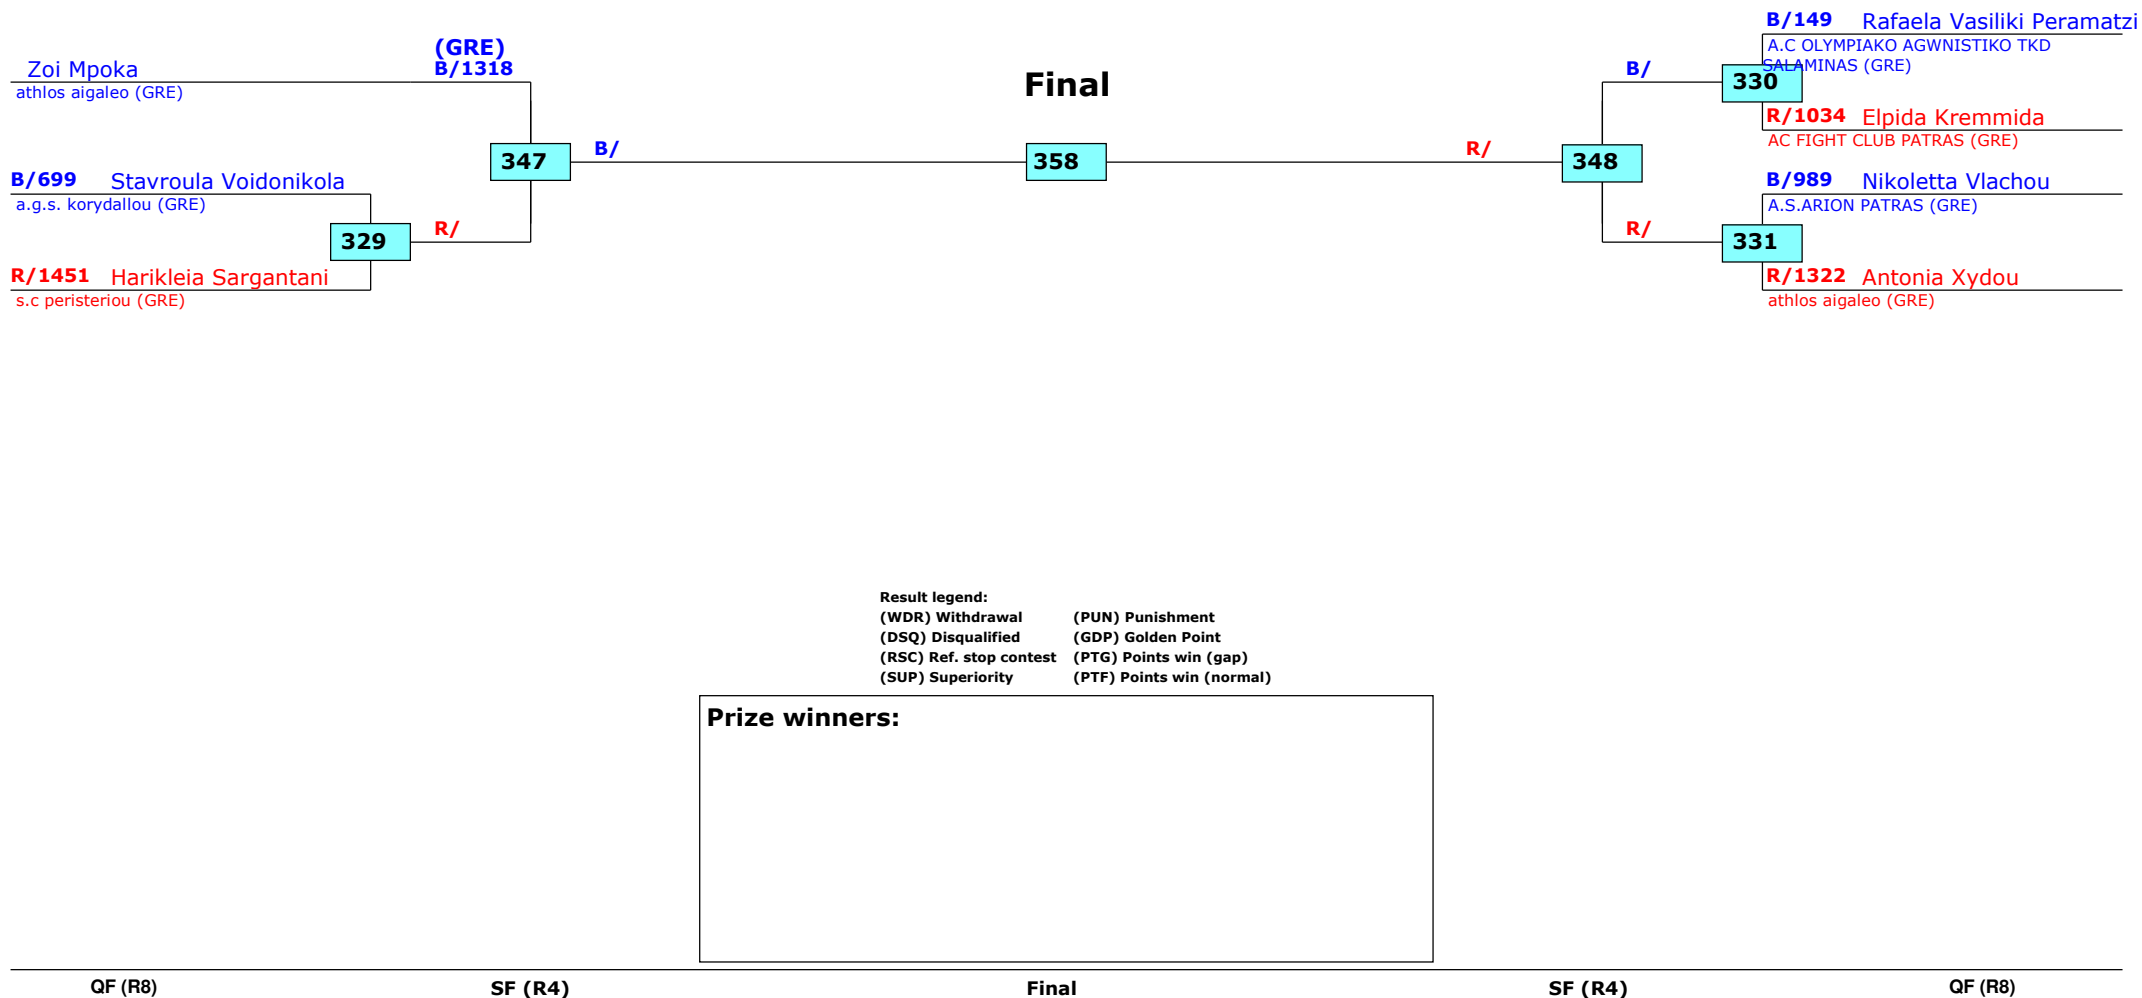 (GRE)
Zoi Mpoka B/1318
athlos aigaleo (GRE)
B/699 Stavroula Voidonikola
a.g.s. korydallou (GRE)
R/1451 Harikleia Sargantani
s.c peristeriou (GRE)
329
R/
347
B/
Final
358
R/
348
B/
R/
B/149 Rafaela Vasiliki Peramatzi
A.C OLYMPIAKO AGWNISTIKO TKD
SALAMINAS (GRE)
330
R/1034 Elpida Kremmida
AC FIGHT CLUB PATRAS (GRE)
B/989 Nikoletta Vlachou
A.S.ARION PATRAS (GRE)
331
R/1322 Antonia Xydou
athlos aigaleo (GRE)
Result legend:
(WDR) Withdrawal (PUN) Punishment
(DSQ) Disqualified (GDP) Golden Point
(RSC) Ref. stop contest (PTG) Points win (gap)
(SUP) Superiority (PTF) Points win (normal)
Prize winners:
QF (R8) SF (R4) Final SF (R4) QF (R8)